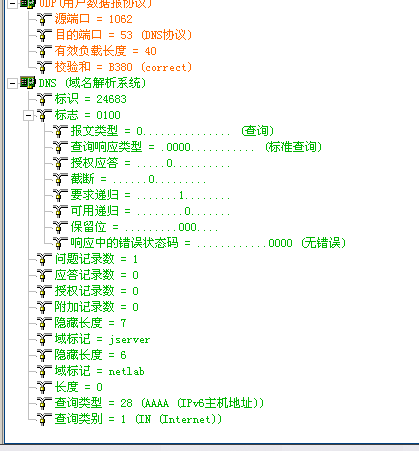 UDP(用户数据报协议)
源端口 = 1062
目的端口 = 53 (DNS协议)
有效负载长度 = 40
校验和 = B380 (correct)
DNS (域名解析系统)
标识 = 24683
标志 = 0100
报文类型 = 0............... (查询)
查询响应类型 = .0000........... (标准查询)
授权应答 = .....0..........
截断 = ......0.........
要求递归 = .......1........
可用递归 = ........0.......
保留位 = .........000....
响应中的错误状态码 = ............0000 (无错误)
问题记录数 = 1
应答记录数 = 0
授权记录数 = 0
附加记录数 = 0
隐藏长度 = 7
域标记 = jserver
隐藏长度 = 6
域标记 = netlab
长度 = 0
查询类型 = 28 (AAAA (IPv6主机地址))
查询类别 = 1 (IN (Internet))